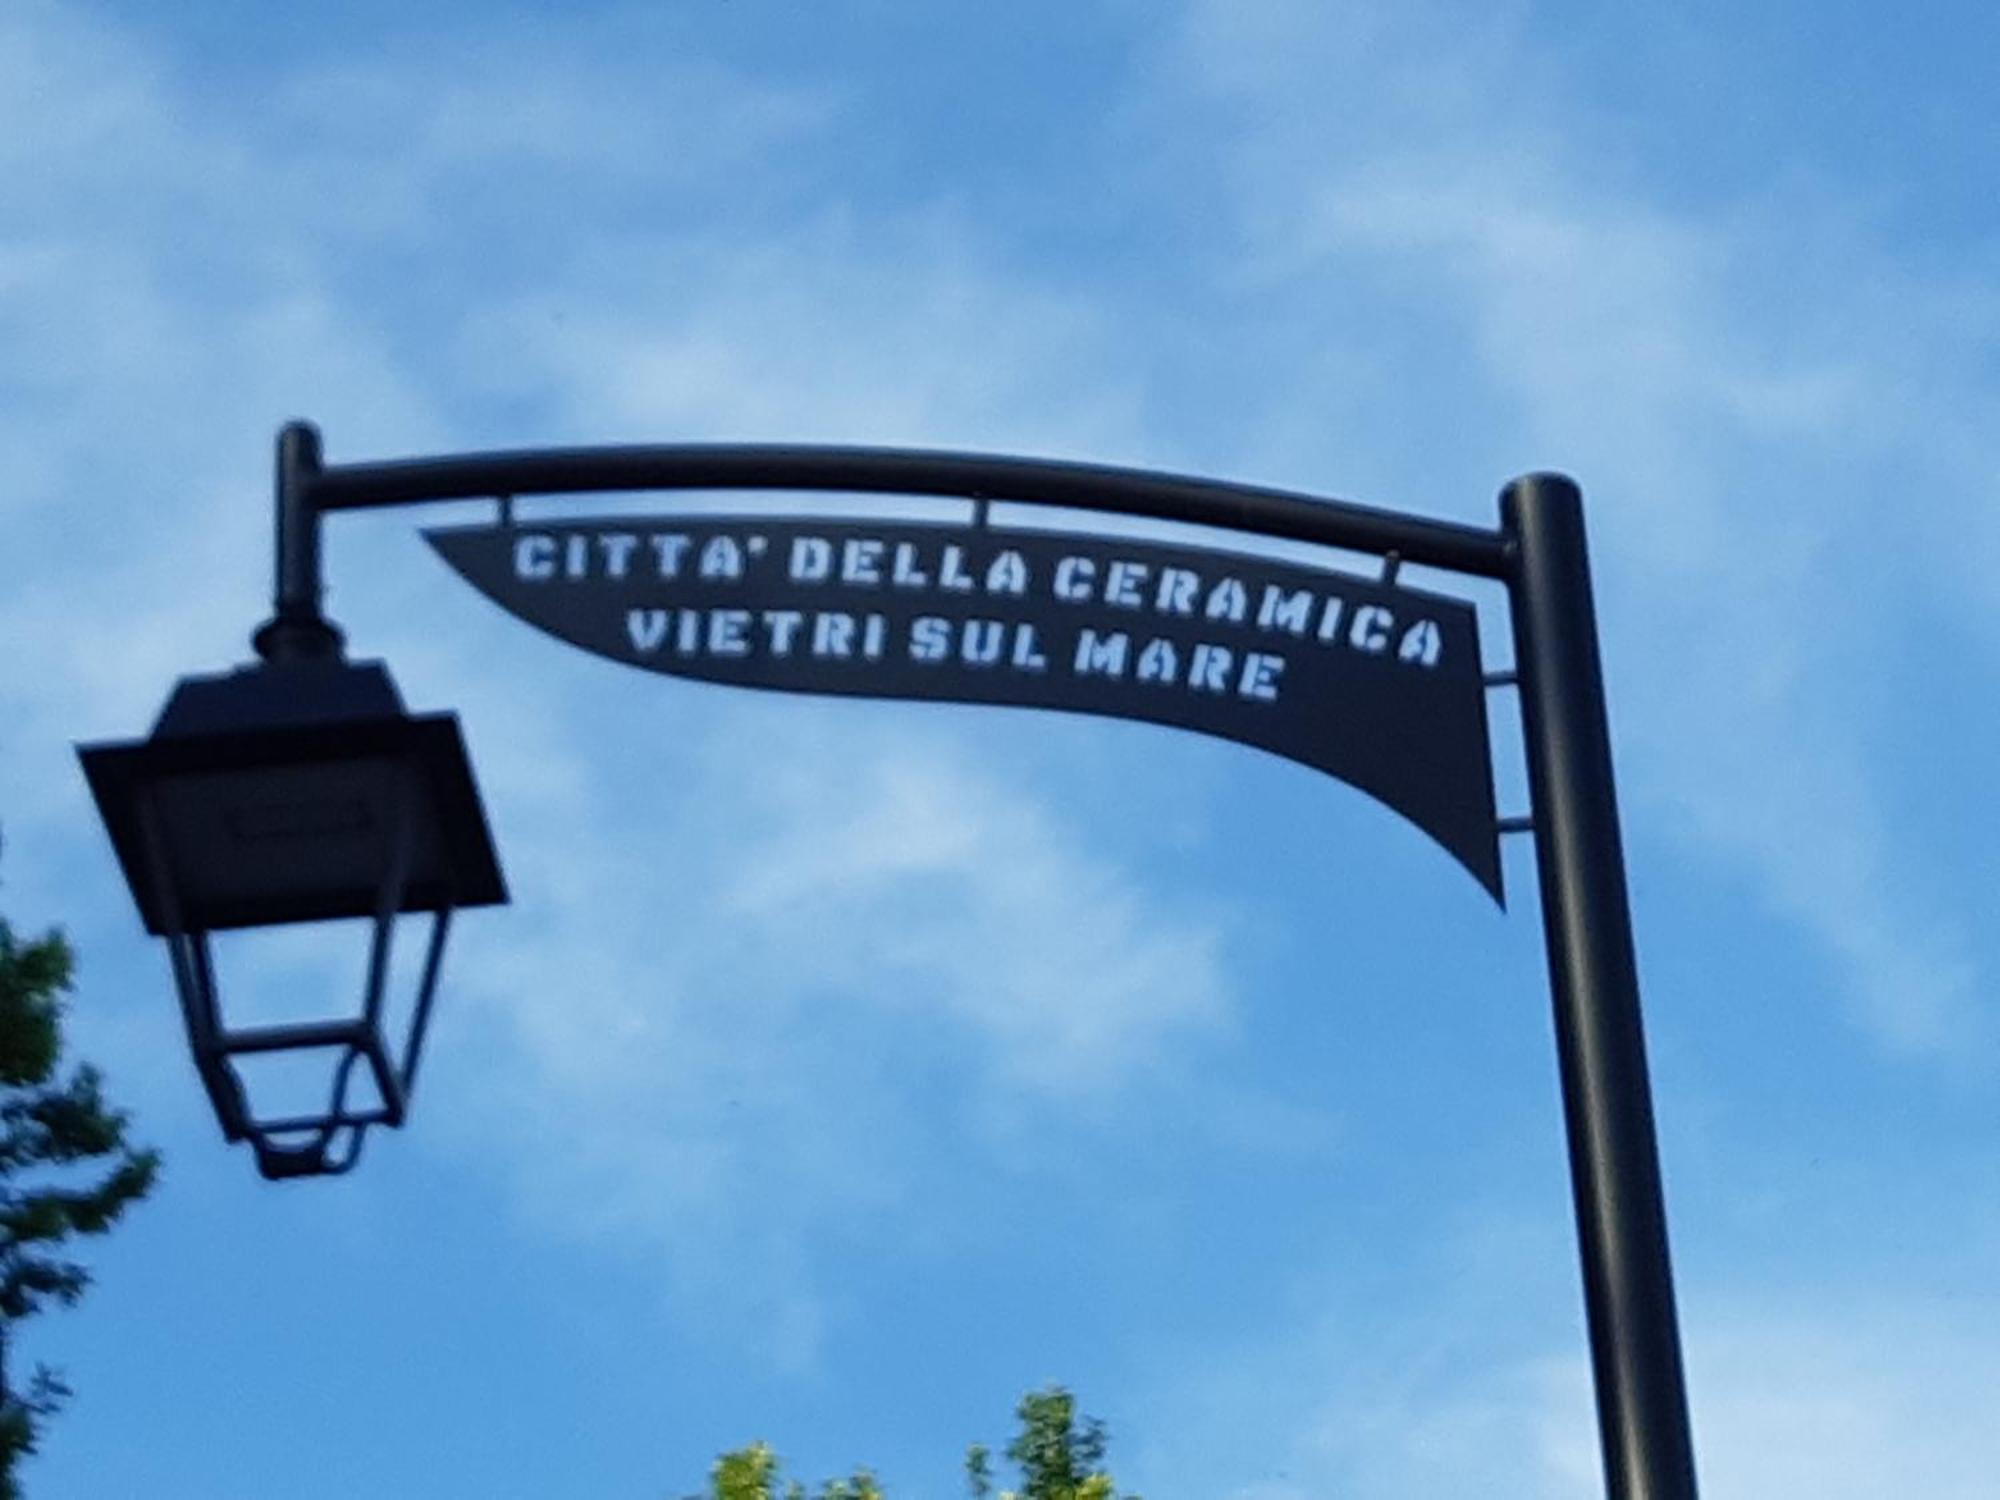 CITTA' DELLA CERAMICA
VIETRI SUL MARE